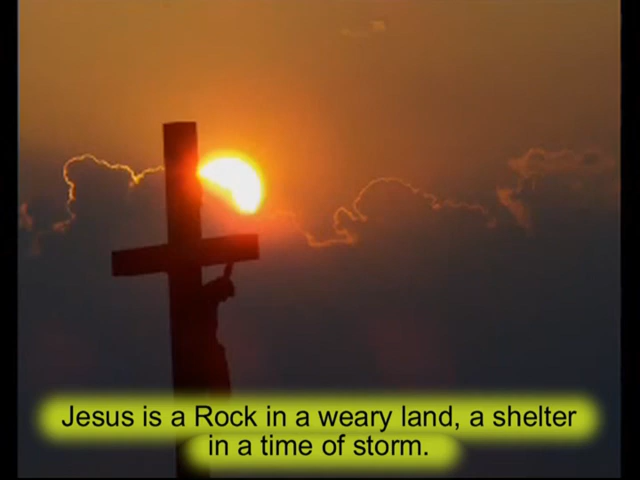 Jesus is a Rock in a weary land, a shelter
in a time of storm.